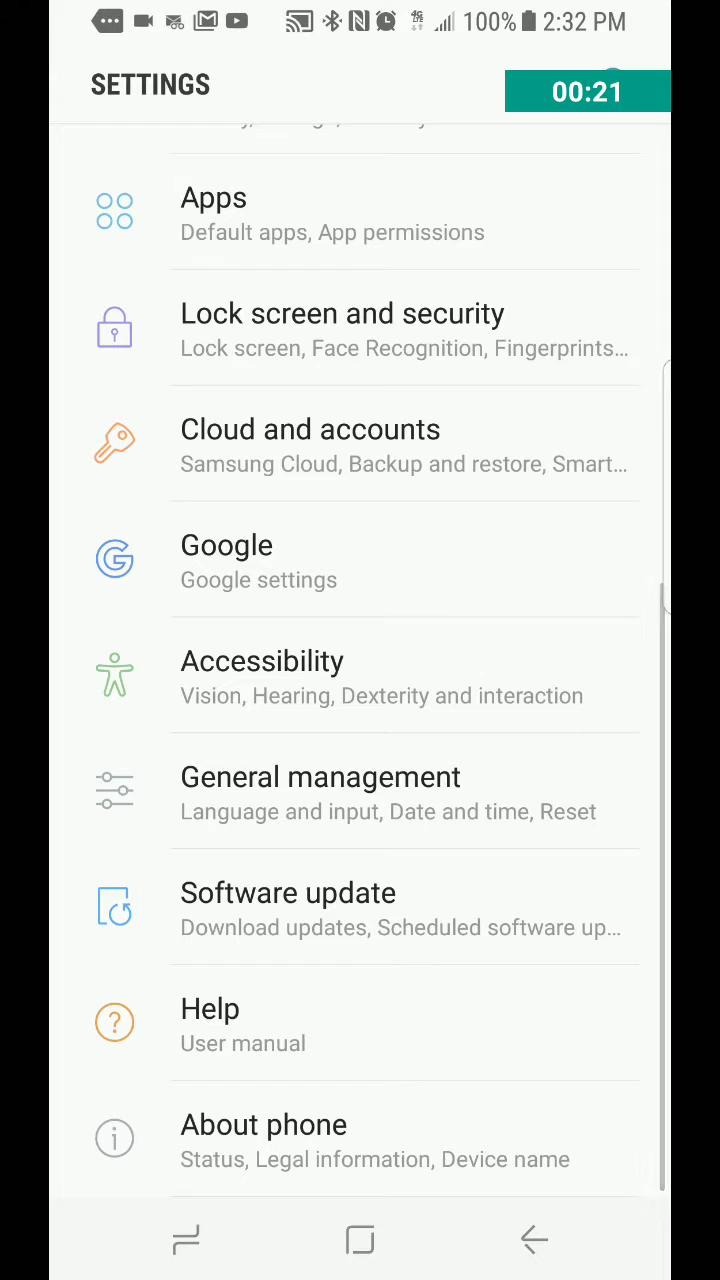 4G LTE 100% 2:32 PM
SETTINGS
00:21
Apps
Default apps, App permissions
Lock screen and security
Lock screen, Face Recognition, Fingerprints...
Cloud and accounts
Samsung Cloud, Backup and restore, Smart...
Google
Google settings
Accessibility
Vision, Hearing, Dexterity and interaction
General management
Language and input, Date and time, Reset
Software update
Download updates, Scheduled software up...
Help
User manual
About phone
Status, Legal information, Device name